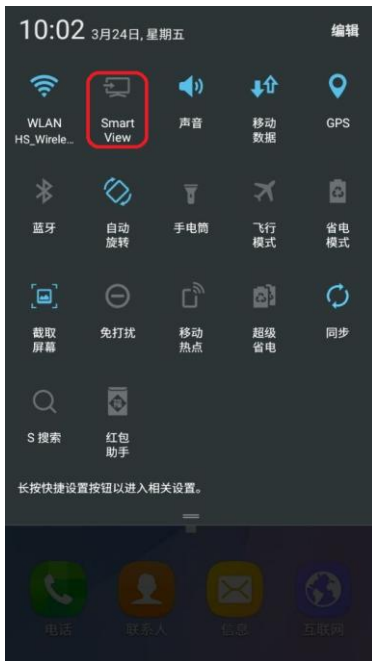 10:02 3月24日, 星期五 编辑
WLAN
HS_Wirele...
Smart
View
声音
移动
数据
GPS
蓝牙
自动
旋转
手电筒
飞行
模式
省电
模式
截取
屏幕
免打扰
移动
热点
超级
省电
同步
S 搜索
红包
助手
长按快捷设置按钮以进入相关设置。
电话
联系人
信息
互联网